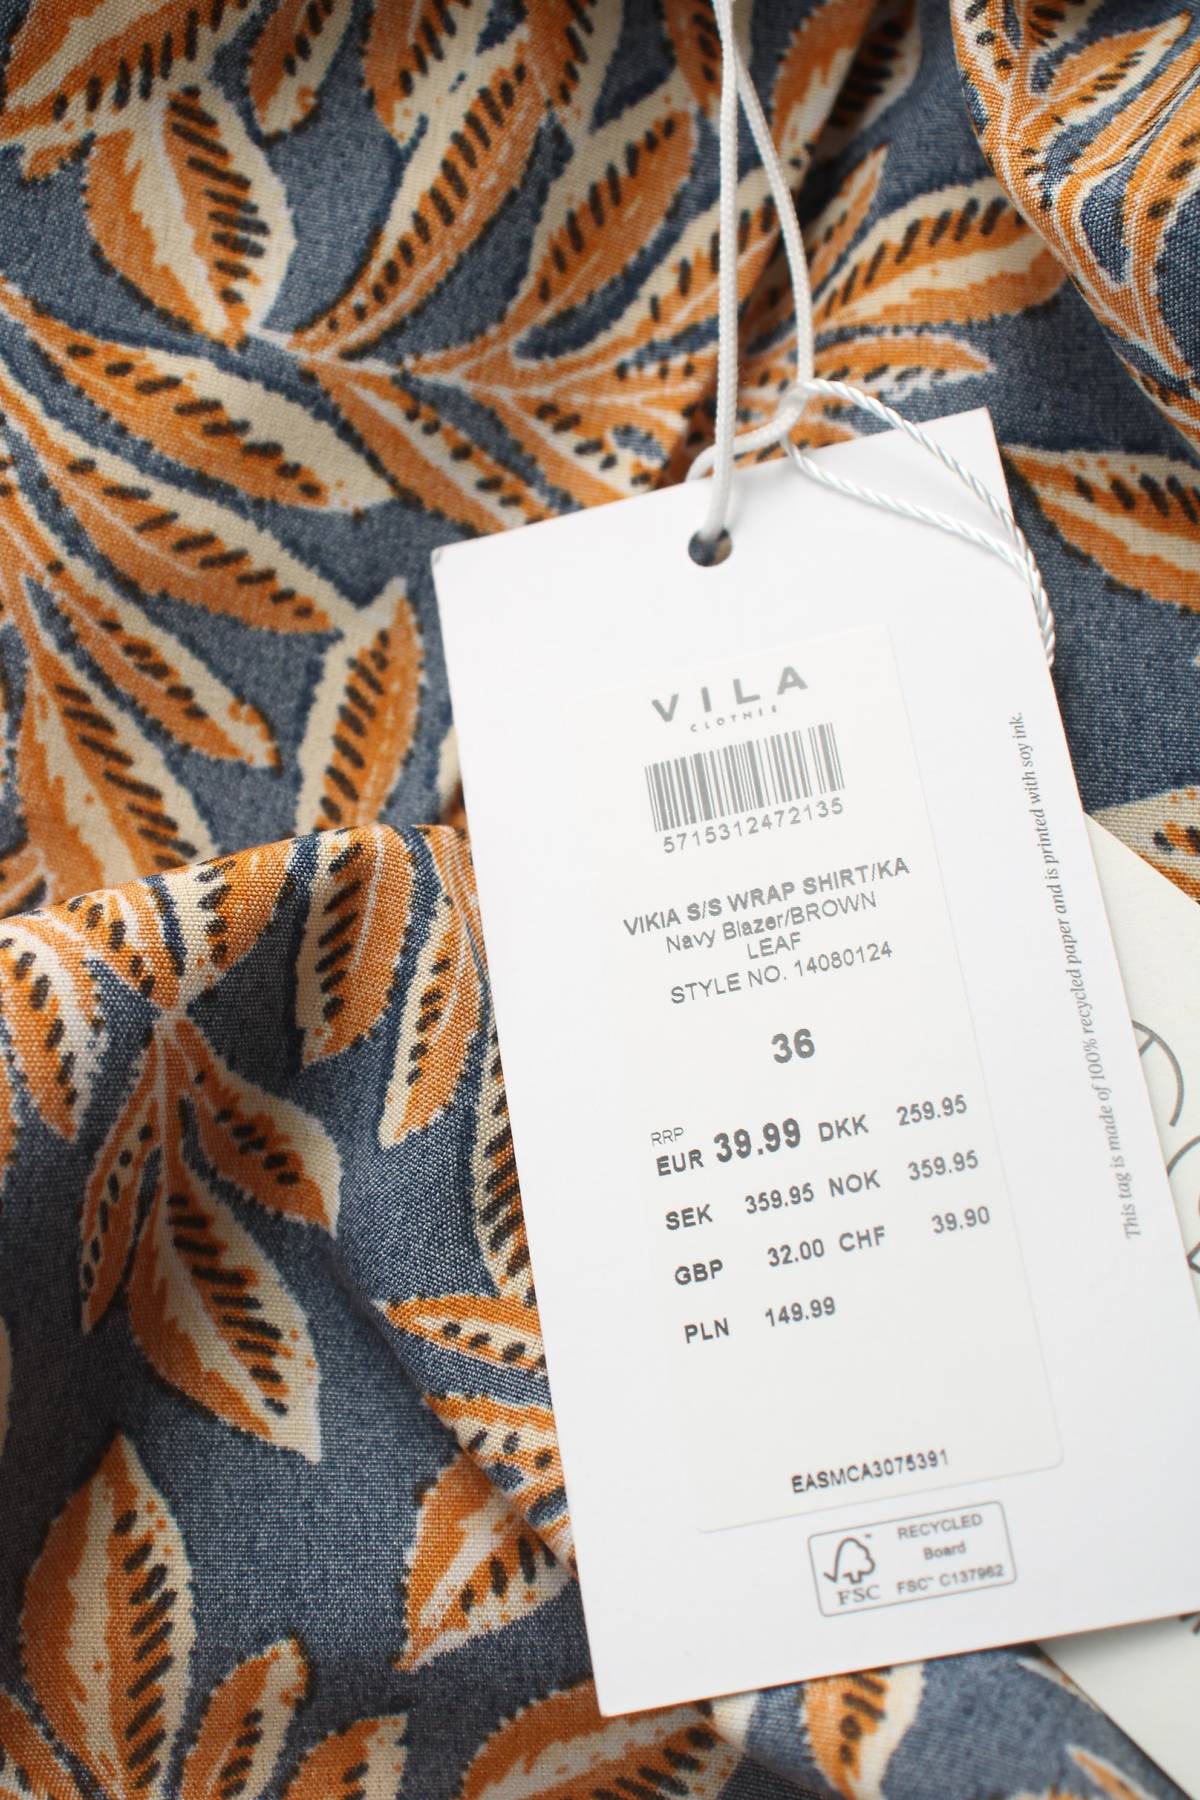 VILA
CLOTHES
5715312472135
VIKIA S/S WRAP SHIRT/KA
Navy Blazer/BROWN
LEAF
STYLE NO. 14080124
36
RRP
EUR 39.99 DKK 259.95
SEK 359.95 NOK 359.95
GBP 32.00 CHF 39.90
PLN 149.99
EASMCA3075391
FSC™
RECYCLED
Board
FSC™ C137962
This tag is made of 100% recycled paper and is printed with soy ink.